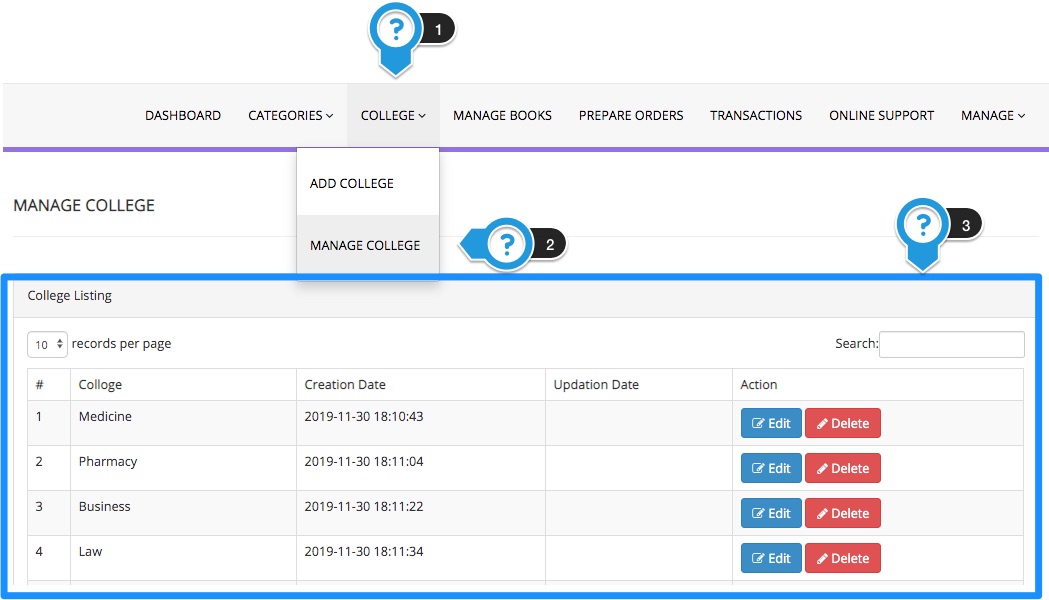 ? 1
DASHBOARD CATEGORIES COLLEGE MANAGE BOOKS PREPARE ORDERS TRANSACTIONS ONLINE SUPPORT MANAGE
ADD COLLEGE
MANAGE COLLEGE
MANAGE COLLEGE
? 2
? 3
College Listing
10 records per page Search:
# Colloge Creation Date Updation Date Action
1 Medicine 2019-11-30 18:10:43 Edit Delete
2 Pharmacy 2019-11-30 18:11:04 Edit Delete
3 Business 2019-11-30 18:11:22 Edit Delete
4 Law 2019-11-30 18:11:34 Edit Delete